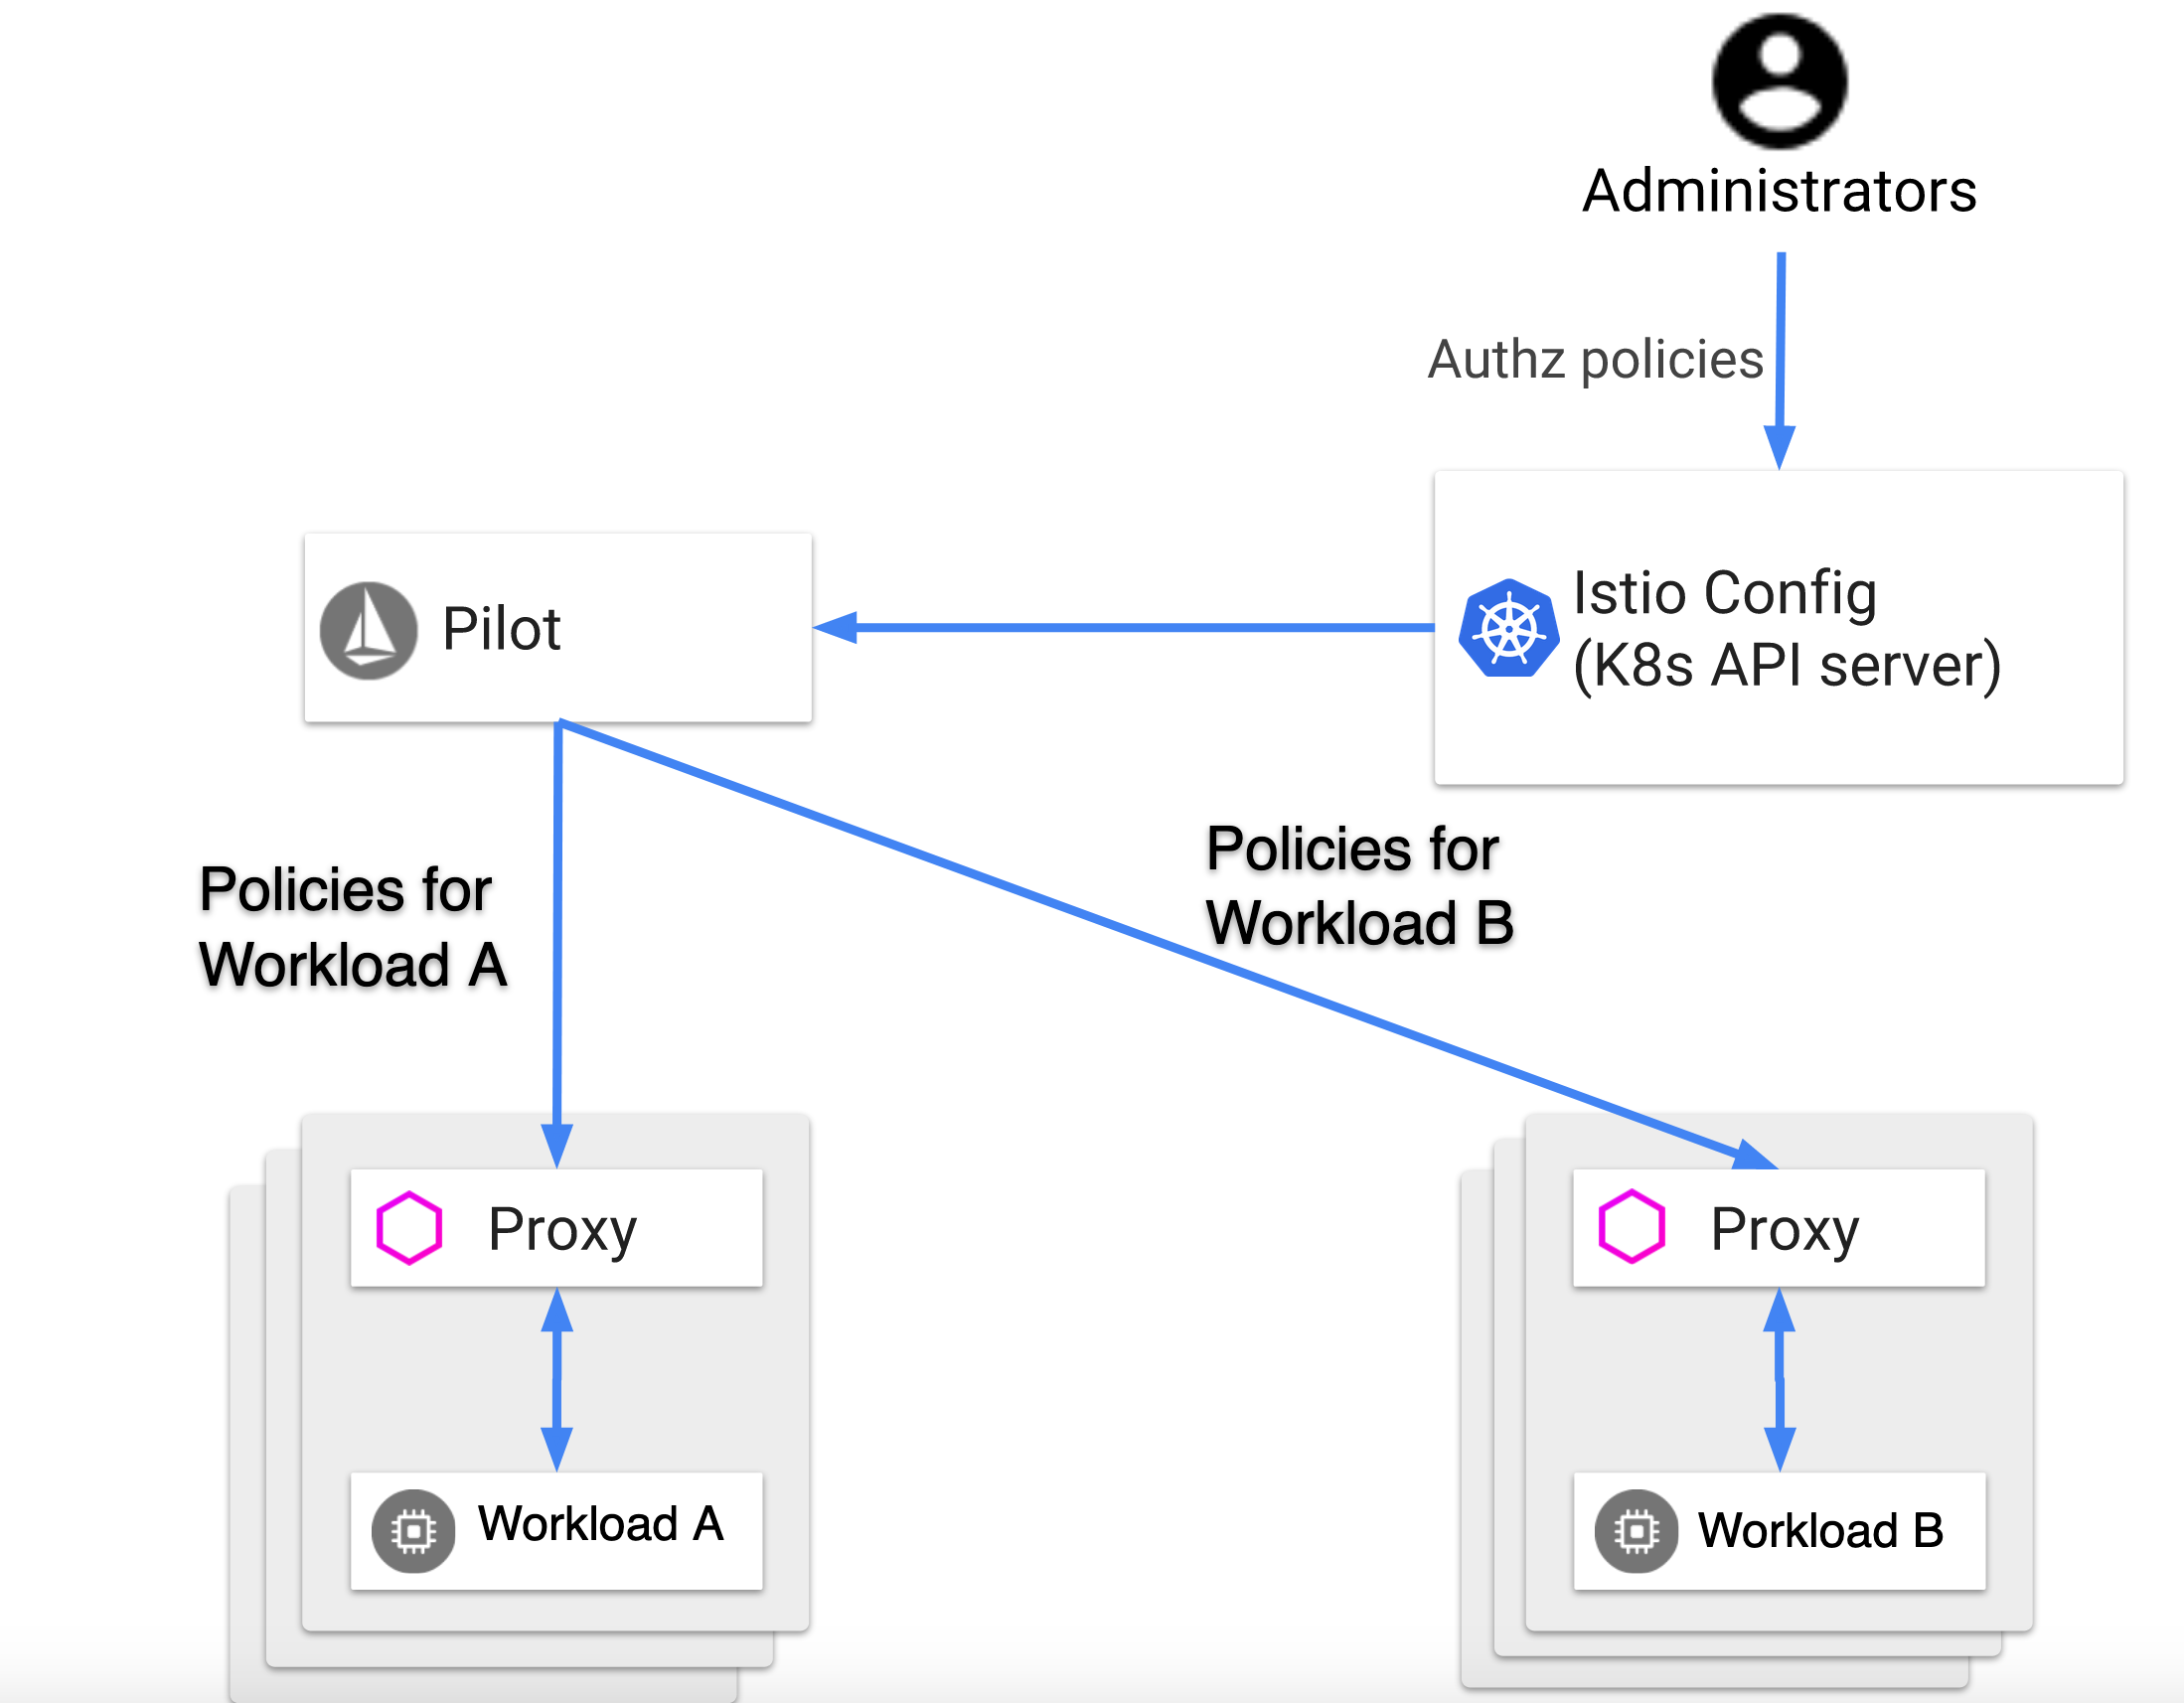 Administrators
Authz policies
Pilot
Istio Config
(K8s API server)
Policies for
Workload A
Policies for
Workload B
Proxy
Proxy
Workload A
Workload B